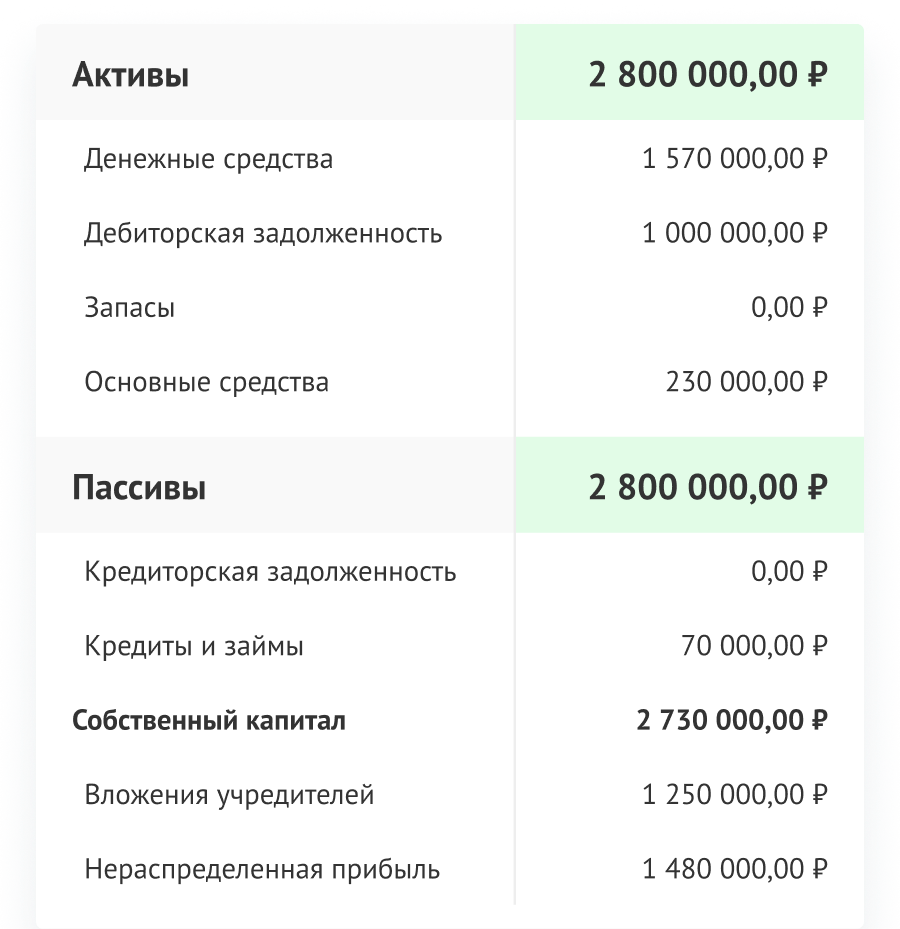 Активы 2 800 000,00 ₽
Денежные средства 1 570 000,00 ₽
Дебиторская задолженность 1 000 000,00 ₽
Запасы 0,00 ₽
Основные средства 230 000,00 ₽
Пассивы 2 800 000,00 ₽
Кредиторская задолженность 0,00 ₽
Кредиты и займы 70 000,00 ₽
Собственный капитал 2 730 000,00 ₽
Вложения учредителей 1 250 000,00 ₽
Нераспределенная прибыль 1 480 000,00 ₽